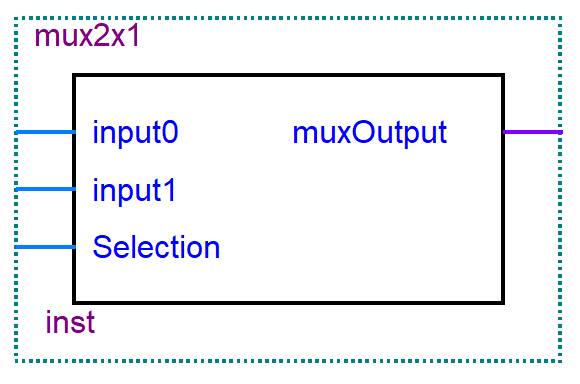 mux2x1
input0 muxOutput
input1
Selection
inst